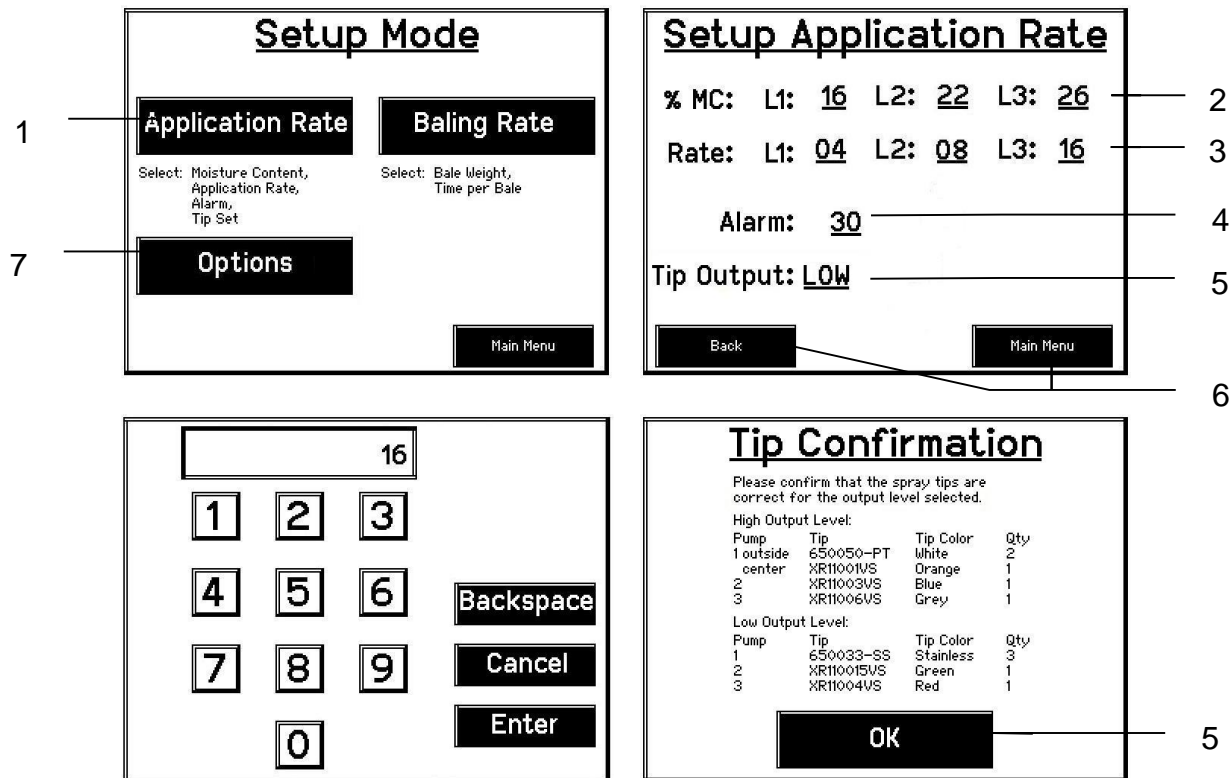 Setup Mode
1
Application Rate
Select: Moisture Content,
Application Rate,
Alarm,
Tip Set
Baling Rate
Select: Bale Weight,
Time per Bale
7
Options
Main Menu
Setup Application Rate
% MC: L1: 16 L2: 22 L3: 26
2
Rate: L1: 04 L2: 08 L3: 16
3
Alarm: 30
4
Tip Output: LOW
5
Back
Main Menu
6
16
1 2 3
4 5 6
Backspace
7 8 9
Cancel
0
Enter
Tip Confirmation
Please confirm that the spray tips are
correct for the output level selected.
High Output Level:
Pump Tip Tip Color Qty
1 outside 650050-PT White 2
center XR11001VS Orange 1
2 XR11003VS Blue 1
3 XR11006VS Grey 1
Low Output Level:
Pump Tip Tip Color Qty
1 650033-SS Stainless 3
2 XR110015VS Green 1
3 XR11004VS Red 1
OK
5